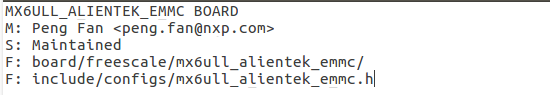 MX6ULL_ALIENTEK_EMMC BOARD
M: Peng Fan <peng.fan@nxp.com>
S: Maintained
F: board/freescale/mx6ull_alientek_emmc/
F: include/configs/mx6ull_alientek_emmc.h